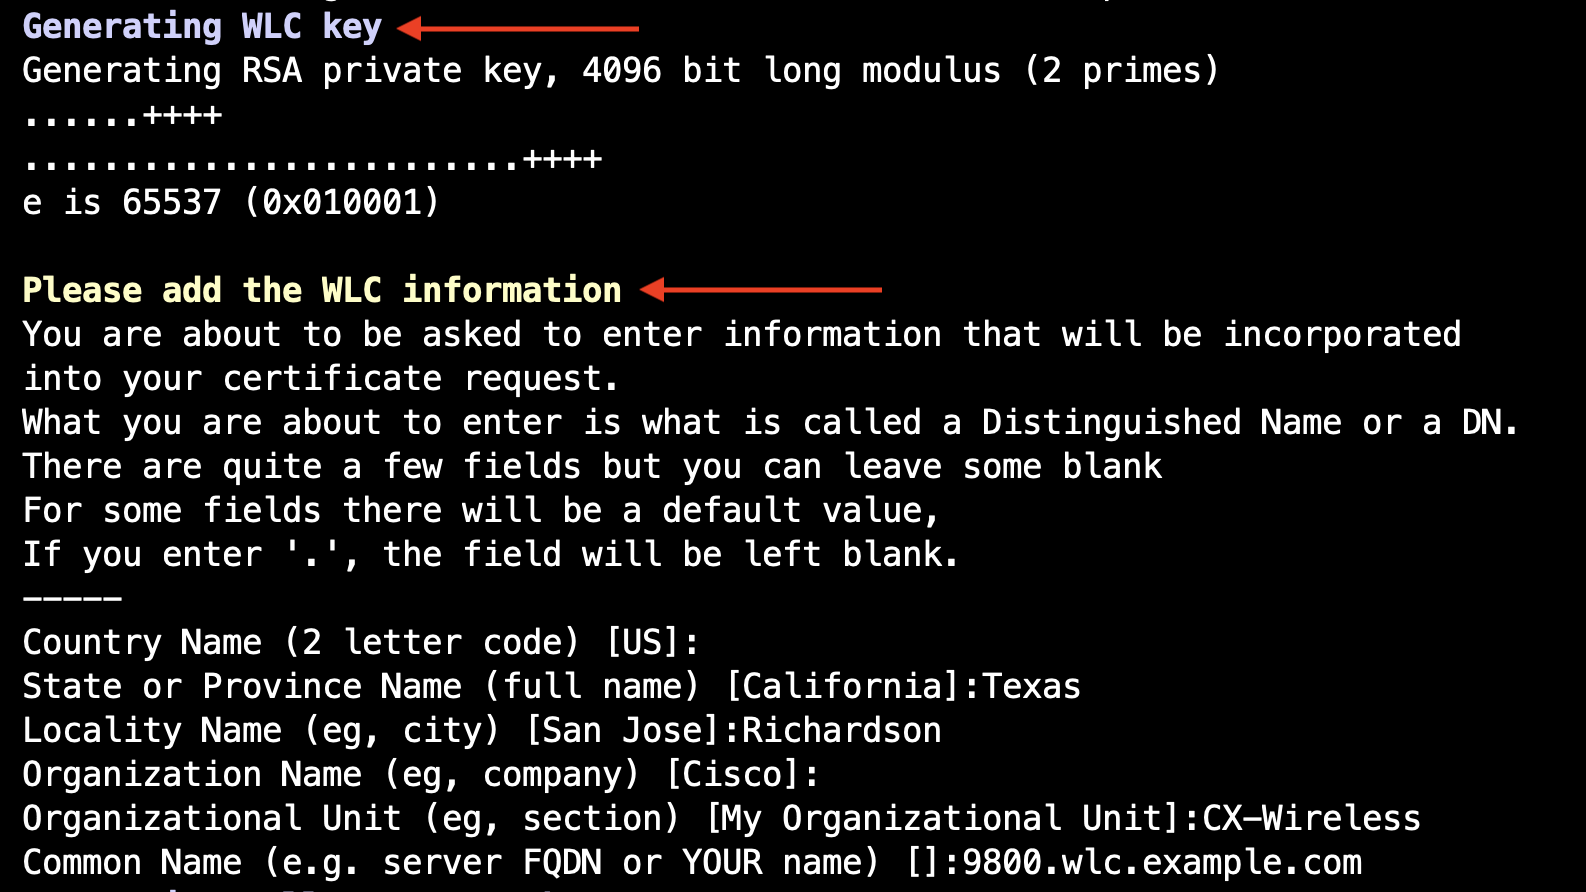 Generating WLC key
Generating RSA private key, 4096 bit long modulus (2 primes)
......++++
.........................++++
e is 65537 (0x010001)
Please add the WLC information
You are about to be asked to enter information that will be incorporated
into your certificate request.
What you are about to enter is what is called a Distinguished Name or a DN.
There are quite a few fields but you can leave some blank
For some fields there will be a default value,
If you enter '.', the field will be left blank.
-----
Country Name (2 letter code) [US]:
State or Province Name (full name) [California]:Texas
Locality Name (eg, city) [San Jose]:Richardson
Organization Name (eg, company) [Cisco]:
Organizational Unit (eg, section) [My Organizational Unit]:CX-Wireless
Common Name (e.g. server FQDN or YOUR name) []:9800.wlc.example.com